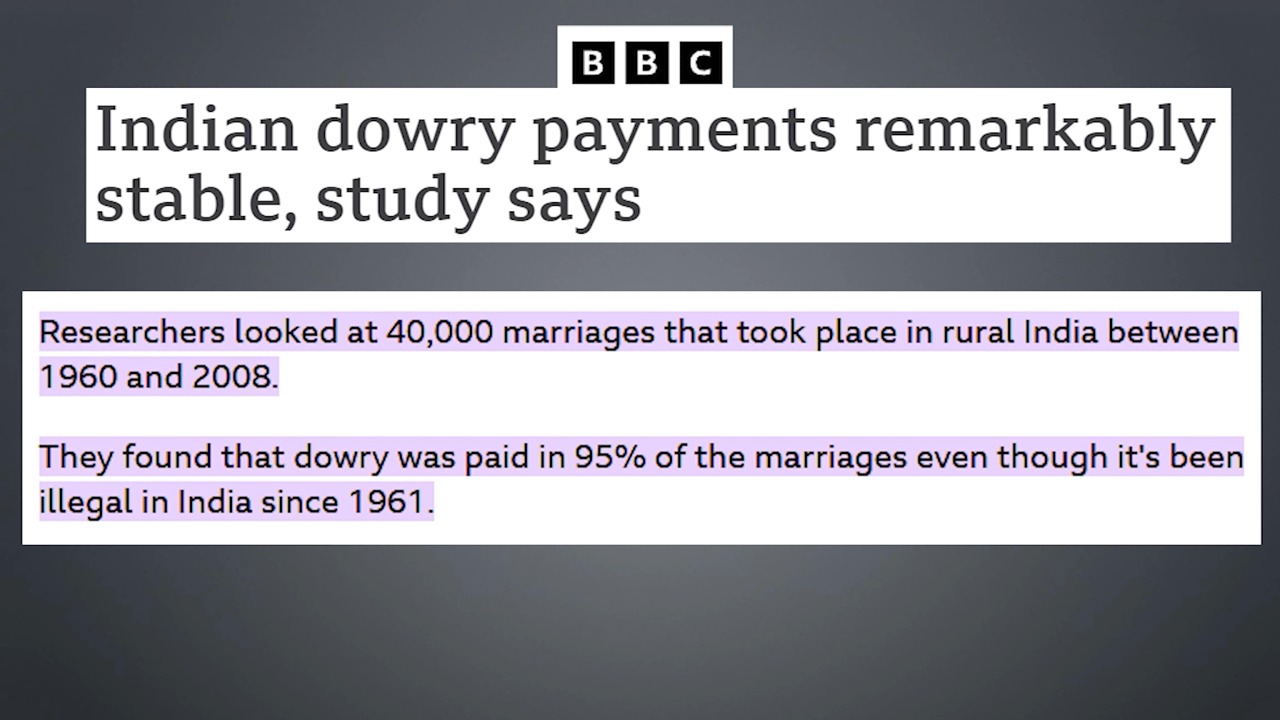 BBC
Indian dowry payments remarkably
stable, study says
Researchers looked at 40,000 marriages that took place in rural India between
1960 and 2008.
They found that dowry was paid in 95% of the marriages even though it's been
illegal in India since 1961.